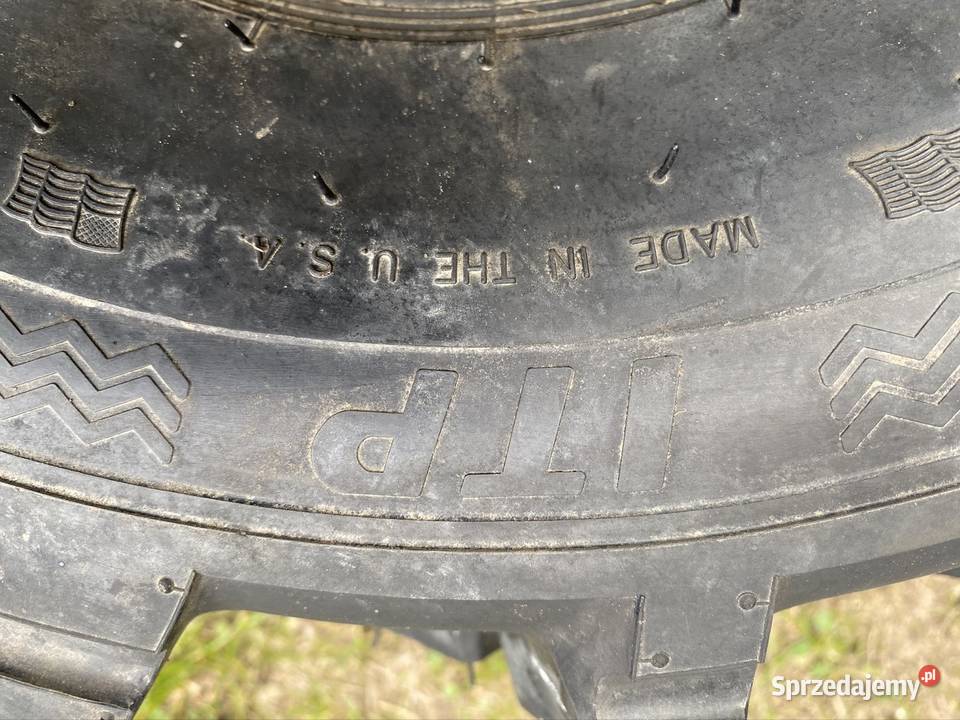 MADE IN THE U.S.A.
ITP
Sprzedajemy.pl